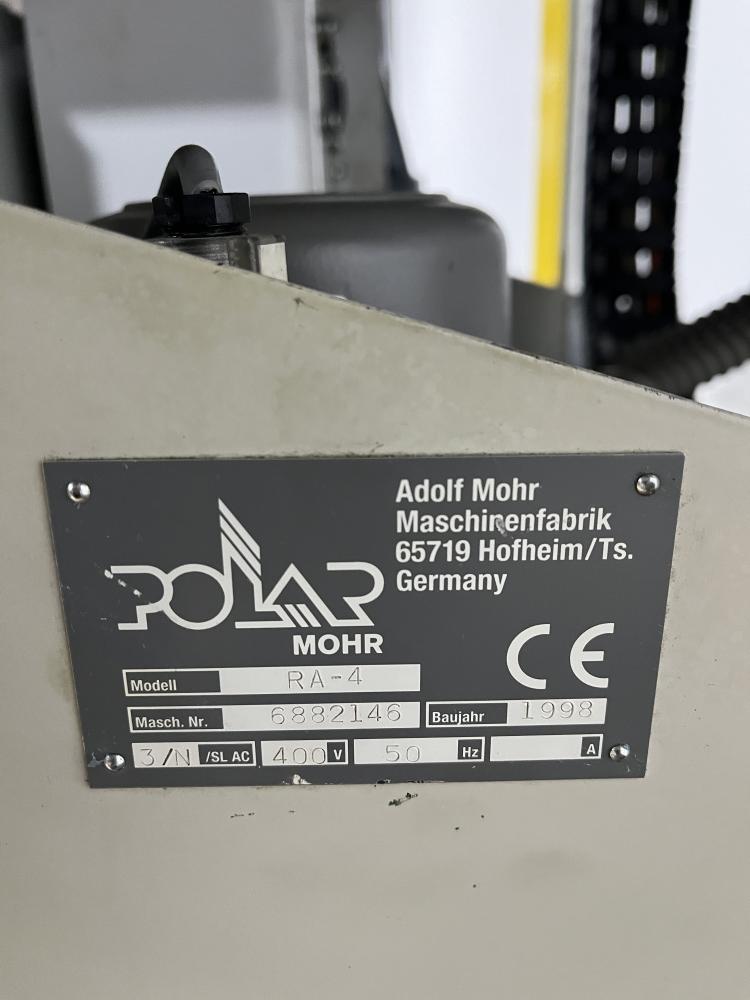 POLAR
MOHR
Adolf Mohr
Maschinenfabrik
65719 Hofheim/Ts.
Germany
CE
Modell RA-4
Masch. Nr. 6882146 Baujahr 1998
3/N /SL AC 400 V 50 Hz A